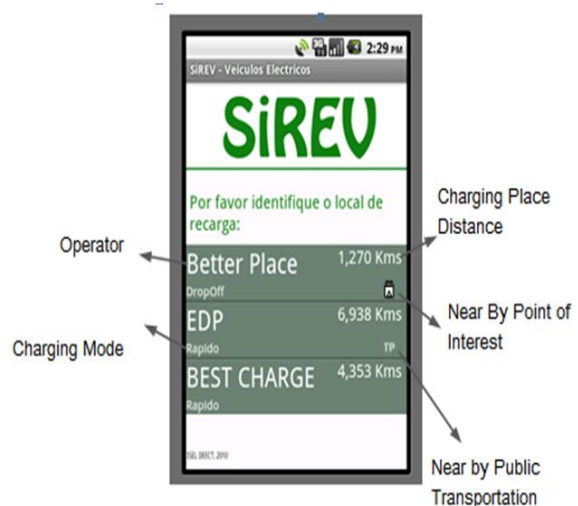 3G
2:29 PM
SiREV - Veiculos Electricos
SiREV
Por favor identifique o local de
recarga:
Better Place
1,270 Kms
DropOff
EDP
6,938 Kms
Rapido
TP
BEST CHARGE
4,353 Kms
Rapido
ISEL DEECT, 2010
Operator
Charging Mode
Charging Place
Distance
Near By Point of
Interest
Near by Public
Transportation